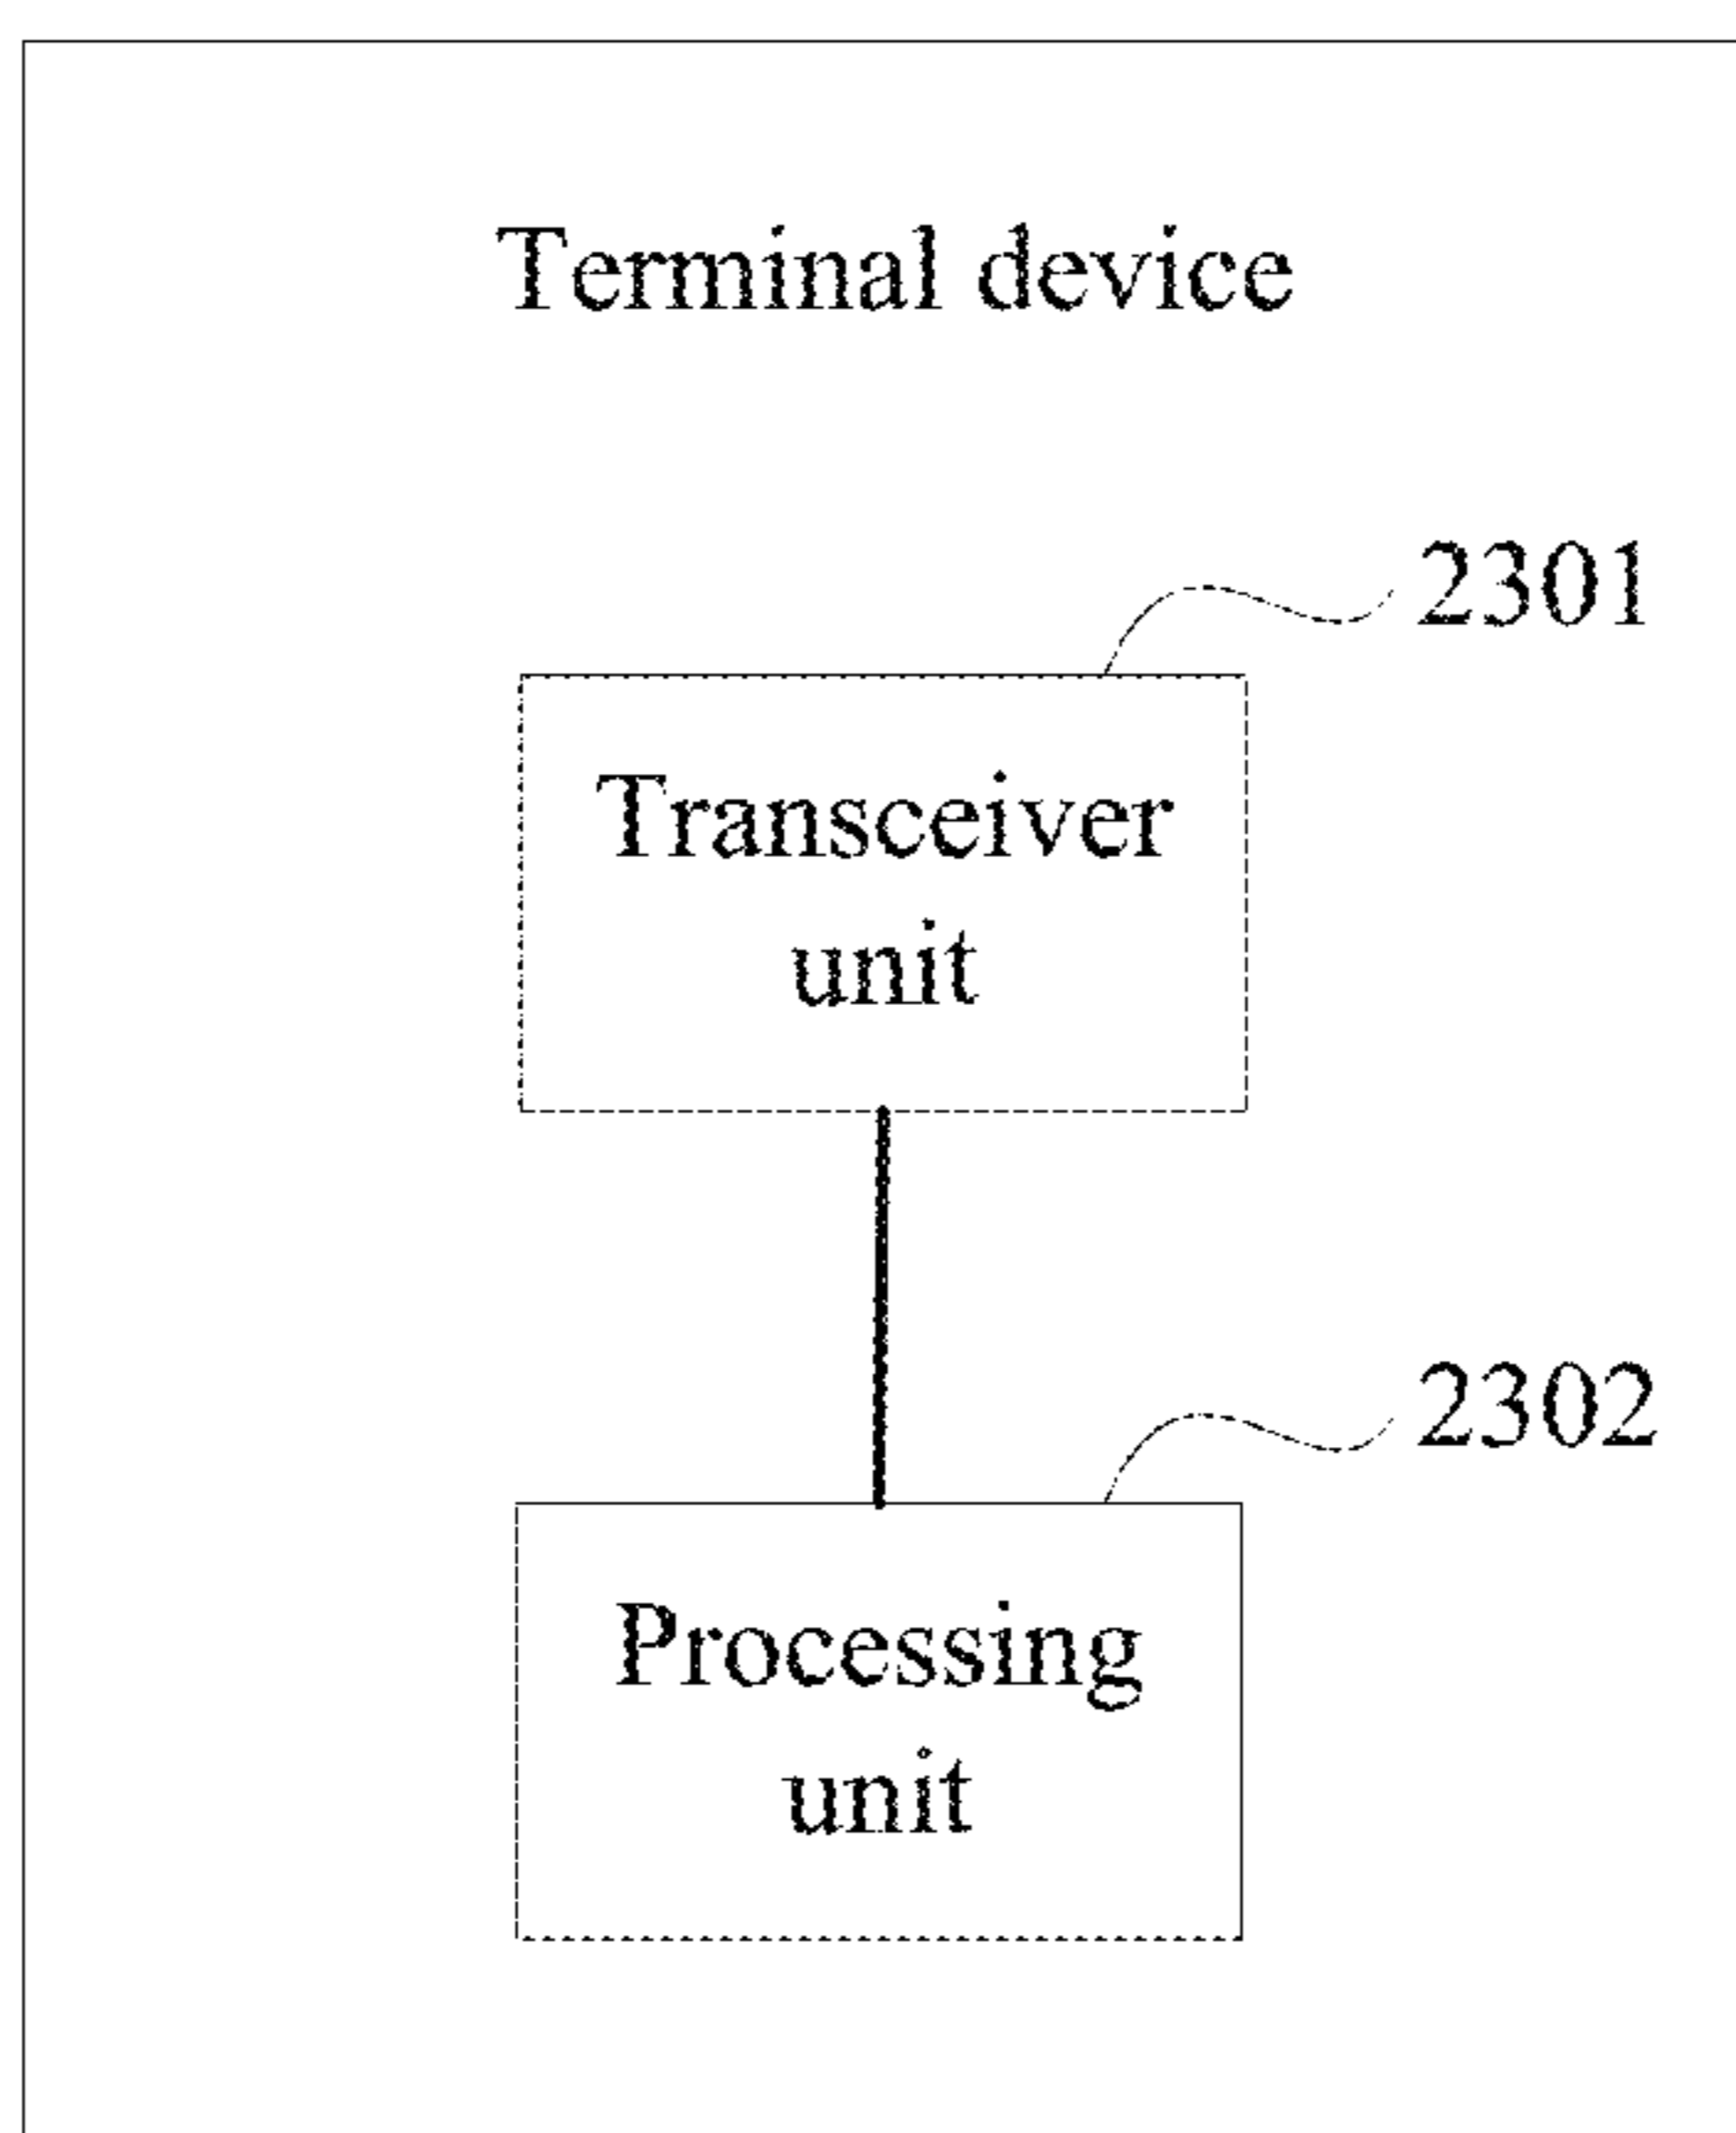 Terminal device
2301
Transceiver
unit
2302
Processing
unit